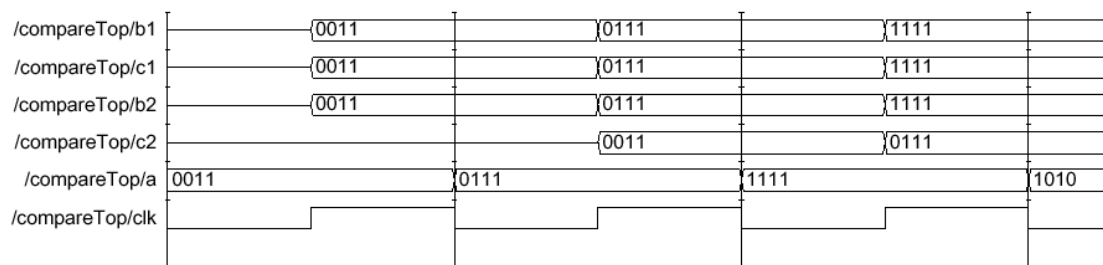 /compareTop/b1 0011 0111 1111
/compareTop/c1 0011 0111 1111
/compareTop/b2 0011 0111 1111
/compareTop/c2 0011 0111
/compareTop/a 0011 0111 1111 1010
/compareTop/clk